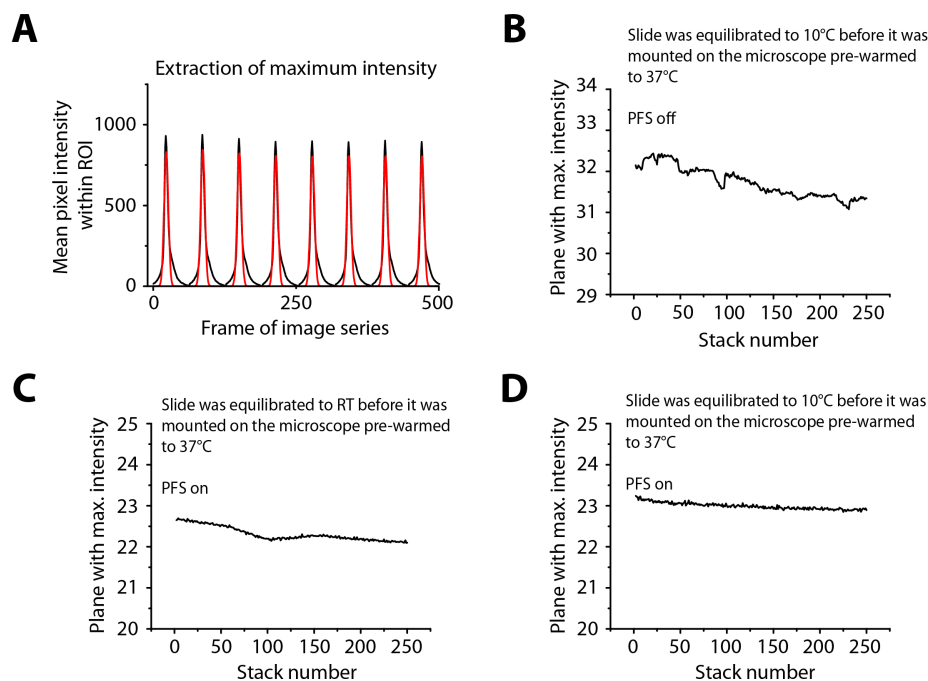 A
Extraction of maximum intensity
Mean pixel intensity
within ROI
1000
500
0
0
250
500
Frame of image series
B
Slide was equilibrated to 10°C before it was
mounted on the microscope pre-warmed
to 37°C
PFS off
Plane with max. intensity
34
33
32
31
30
29
0
50
100
150
200
250
Stack number
C
Slide was equilibrated to RT before it was
mounted on the microscope pre-warmed
to 37°C
PFS on
Plane with max. intensity
25
24
23
22
21
20
0
50
100
150
200
250
Stack number
D
Slide was equilibrated to 10°C before it was
mounted on the microscope pre-warmed
to 37°C
PFS on
Plane with max. intensity
25
24
23
22
21
20
0
50
100
150
200
250
Stack number